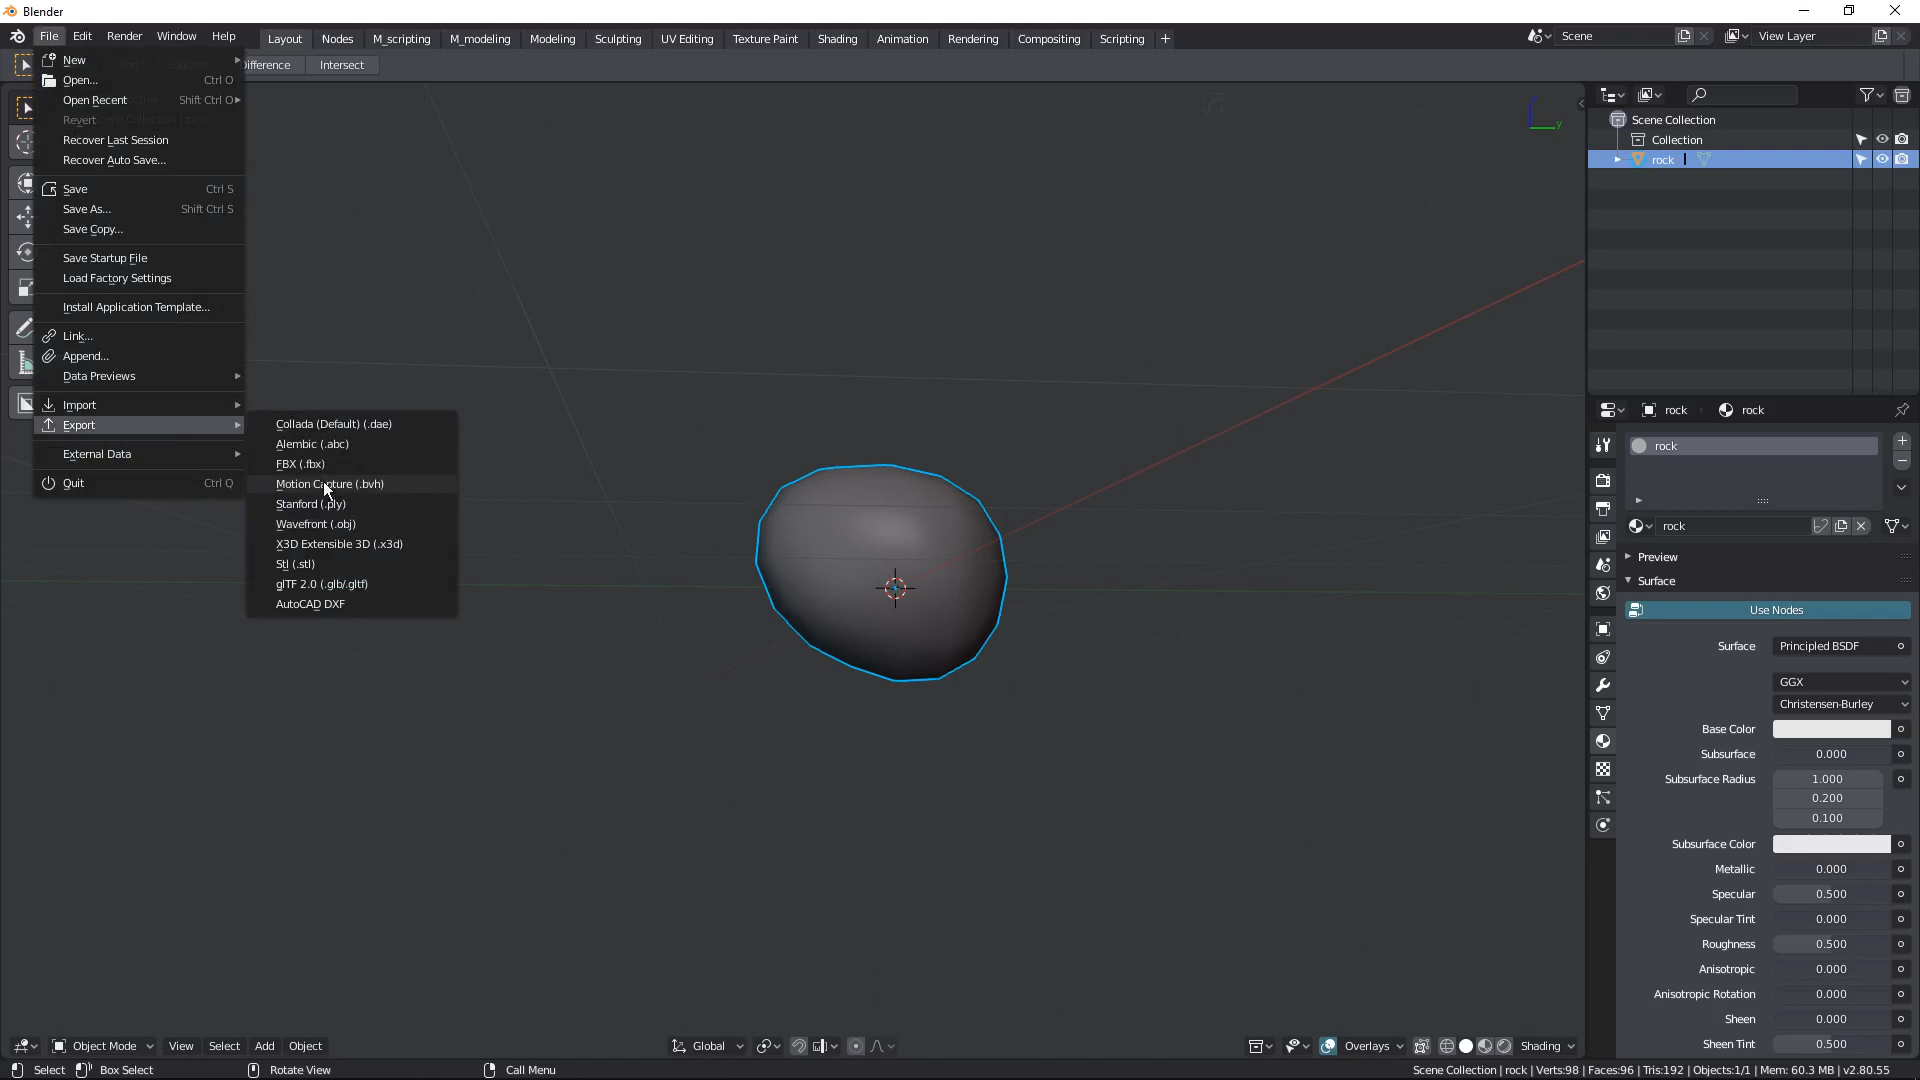 Blender
File Edit Render Window Help Layout Nodes M_scripting M_modeling Modeling Sculpting UV Editing Texture Paint Shading Animation Rendering Compositing Scripting + Scene View Layer
ifference Intersect
New
Open... Ctrl O
Open Recent Shift Ctrl O
Revert
Recover Last Session
Recover Auto Save...
Save Ctrl S
Save As... Shift Ctrl S
Save Copy...
Save Startup File
Load Factory Settings
Install Application Template...
Link...
Append...
Data Previews
Import
Export
External Data
Quit Ctrl Q
Collada (Default) (.dae)
Alembic (.abc)
FBX (.fbx)
Motion Capture (.bvh)
Stanford (.ply)
Wavefront (.obj)
X3D Extensible 3D (.x3d)
Stl (.stl)
glTF 2.0 (.glb/.gltf)
AutoCAD DXF
y
Scene Collection
Collection
rock
rock rock
rock
rock
Preview
Surface
Use Nodes
Surface Principled BSDF
GGX
Christensen-Burley
Base Color
Subsurface 0.000
Subsurface Radius 1.000
0.200
0.100
Subsurface Color
Metallic 0.000
Specular 0.500
Specular Tint 0.000
Roughness 0.500
Anisotropic 0.000
Anisotropic Rotation 0.000
Sheen 0.000
Sheen Tint 0.500
Object Mode View Select Add Object Global Overlays Shading
Select Box Select Rotate View Call Menu Scene Collection | rock | Verts:98 | Faces:96 | Tris:192 | Objects:1/1 | Mem: 60.3 MB | v2.80.55